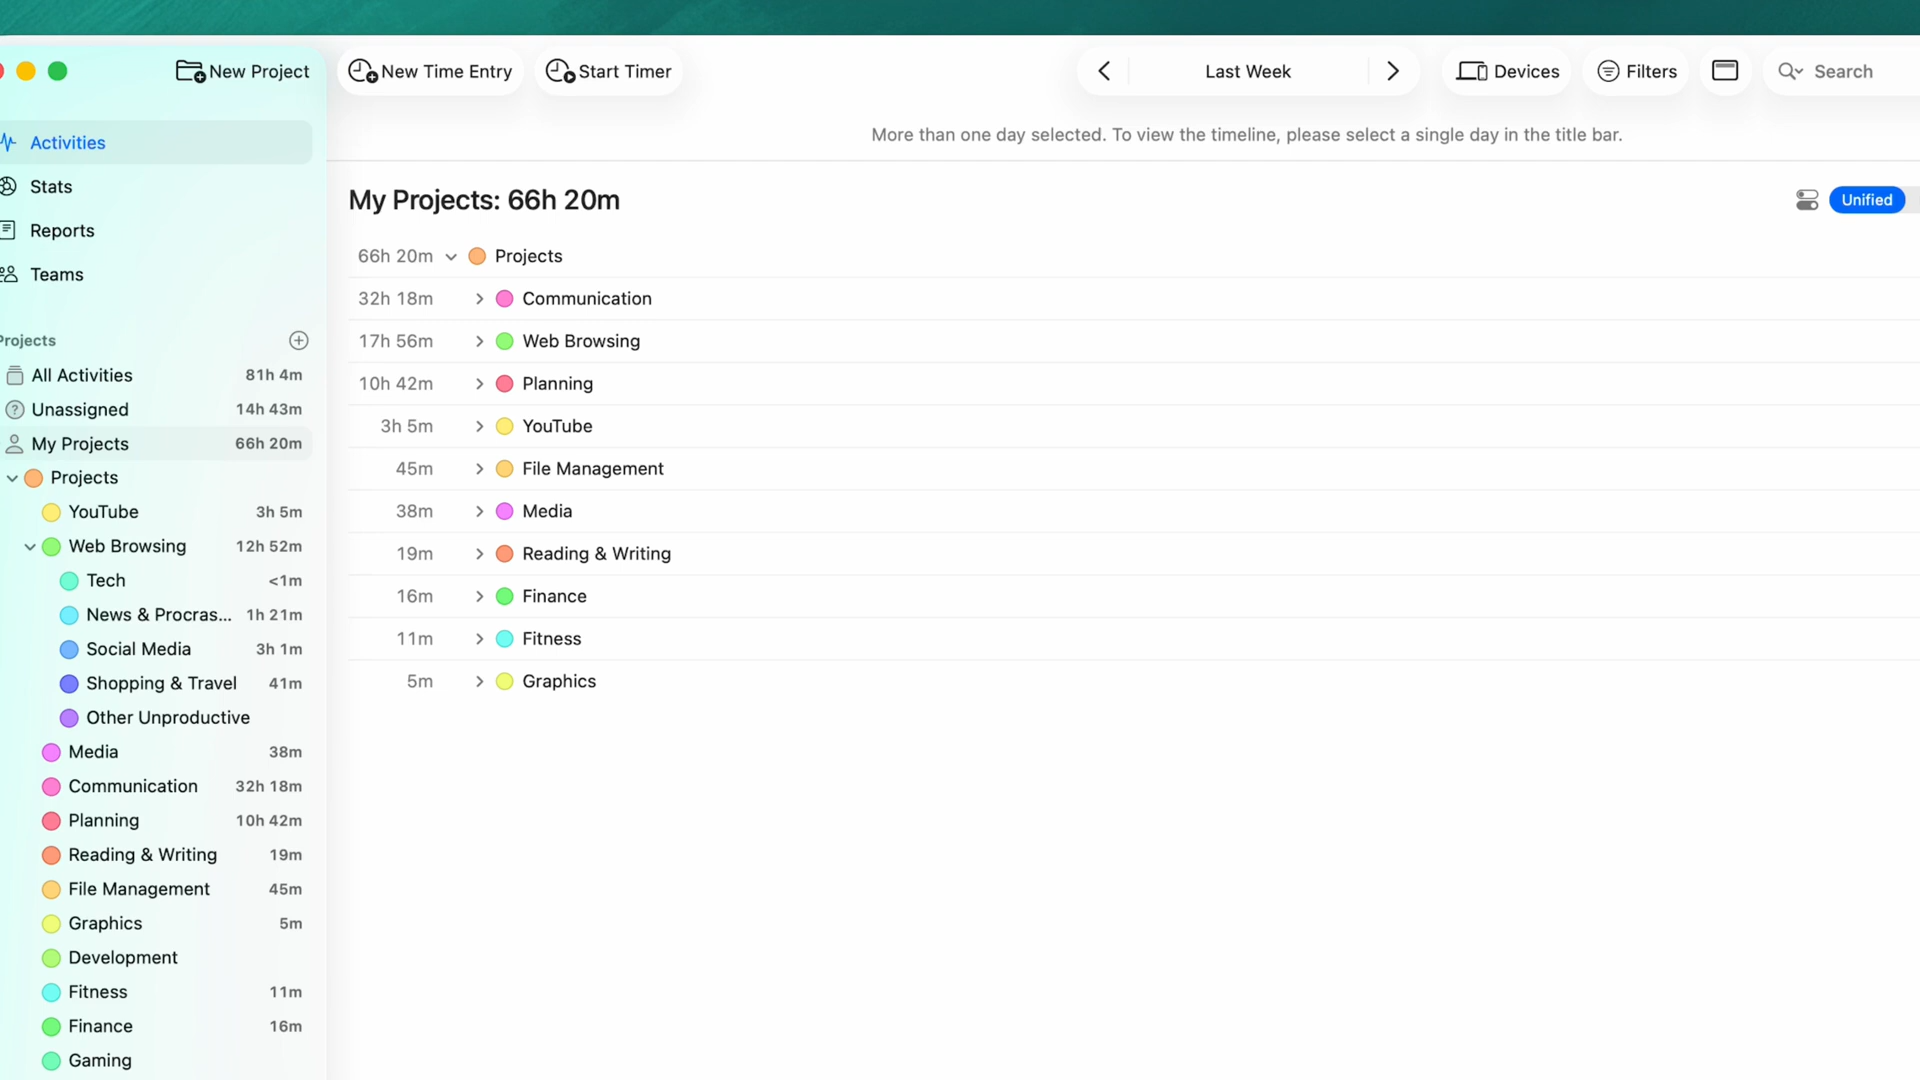 New Project
New Time Entry
Start Timer
Last Week
Devices
Filters
Search
More than one day selected. To view the timeline, please select a single day in the title bar.
Activities
Stats
Reports
Teams
Projects
All Activities 81h 4m
Unassigned 14h 43m
My Projects 66h 20m
Projects
YouTube 3h 5m
Web Browsing 12h 52m
Tech <1m
News & Procras... 1h 21m
Social Media 3h 1m
Shopping & Travel 41m
Other Unproductive
Media 38m
Communication 32h 18m
Planning 10h 42m
Reading & Writing 19m
File Management 45m
Graphics 5m
Development
Fitness 11m
Finance 16m
Gaming
My Projects: 66h 20m
Unified
66h 20m Projects
32h 18m Communication
17h 56m Web Browsing
10h 42m Planning
3h 5m YouTube
45m File Management
38m Media
19m Reading & Writing
16m Finance
11m Fitness
5m Graphics